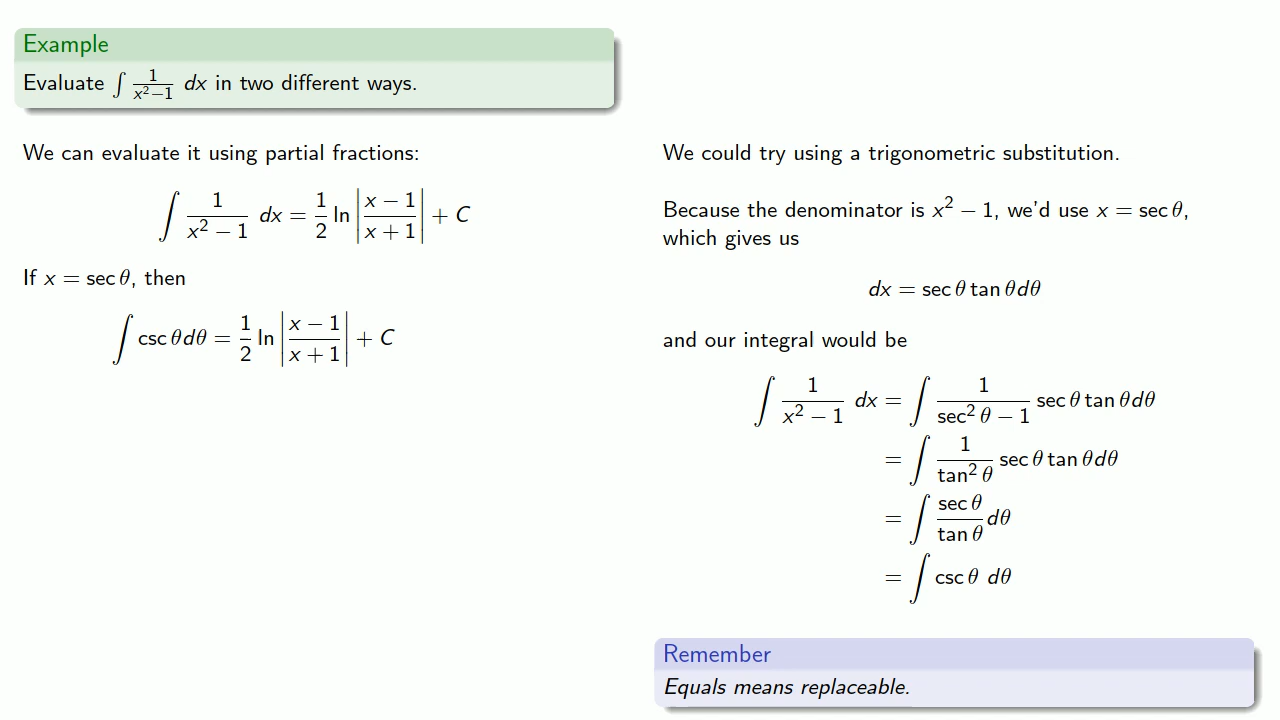 Example
Evaluate ∫ 1/(x² − 1) dx in two different ways.
We can evaluate it using partial fractions:
∫ 1/(x² − 1) dx = 1/2 ln |(x − 1)/(x + 1)| + C
If x = sec θ, then
∫ csc θdθ = 1/2 ln |(x − 1)/(x + 1)| + C
We could try using a trigonometric substitution.
Because the denominator is x² − 1, we'd use x = sec θ,
which gives us
dx = sec θ tan θdθ
and our integral would be
∫ 1/(x² − 1) dx = ∫ 1/(sec² θ − 1) sec θ tan θdθ
= ∫ 1/(tan² θ) sec θ tan θdθ
= ∫ (sec θ)/(tan θ) dθ
= ∫ csc θ dθ
Remember
Equals means replaceable.